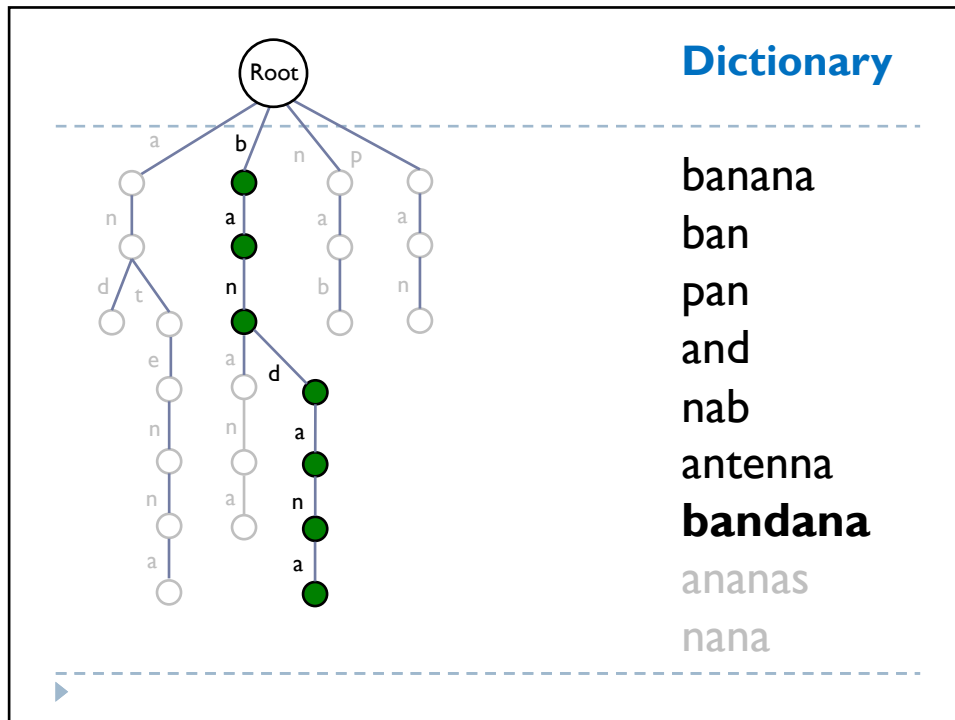 Dictionary
Root
a b n p
n a a a
d t n b n
e a d
n n a
n a n
a a
banana
ban
pan
and
nab
antenna
bandana
ananas
nana